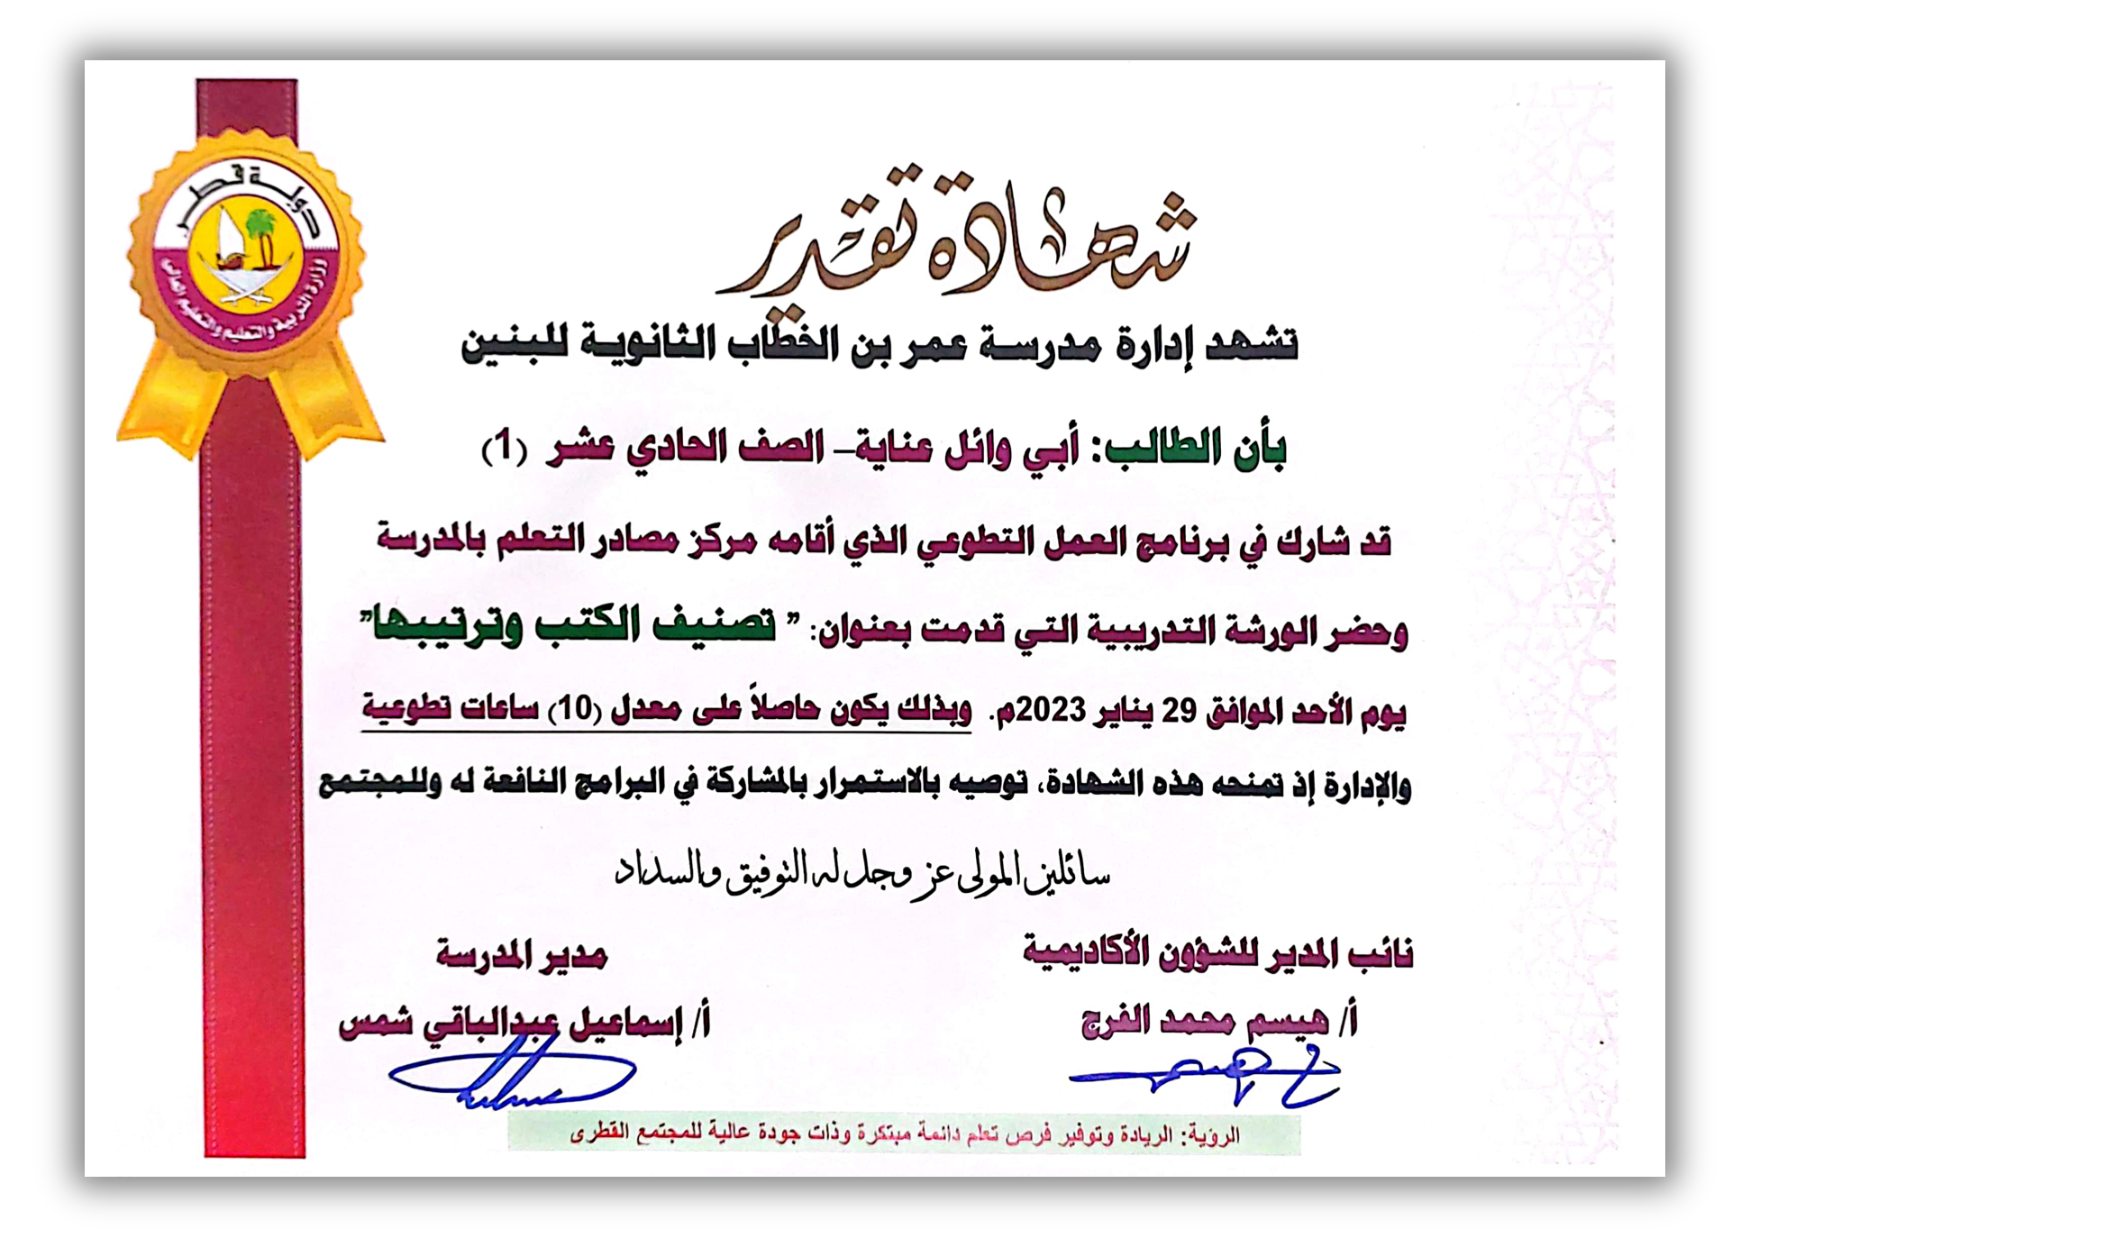 دولة قطر
وزارة التربية والتعليم والتعليم العالي
شهادة تقدير
تشهد إدارة مدرسة عمر بن الخطاب الثانوية للبنين
بأن الطالب: أبي وائل عناية– الصف الحادي عشر (1)
قد شارك في برنامج العمل التطوعي الذي أقامه مركز مصادر التعلم بالمدرسة
وحضر الورشة التدريبية التي قدمت بعنوان: " تصنيف الكتب وترتيبها"
يوم الأحد الموافق 29 يناير 2023م. وبذلك يكون حاصلاً على معدل (10) ساعات تطوعية
والإدارة إذ تمنحه هذه الشهادة، توصيه بالاستمرار بالمشاركة في البرامج النافعة له وللمجتمع
سائلين المولى عز وجل له التوفيق والسداد
نائب المدير للشؤون الأكاديمية
أ/ هيسم محمد الفرج
مدير المدرسة
أ/ إسماعيل عبدالباقي شمس
الرؤية: الريادة وتوفير فرص تعلم دائمة مبتكرة وذات جودة عالية للمجتمع القطرى